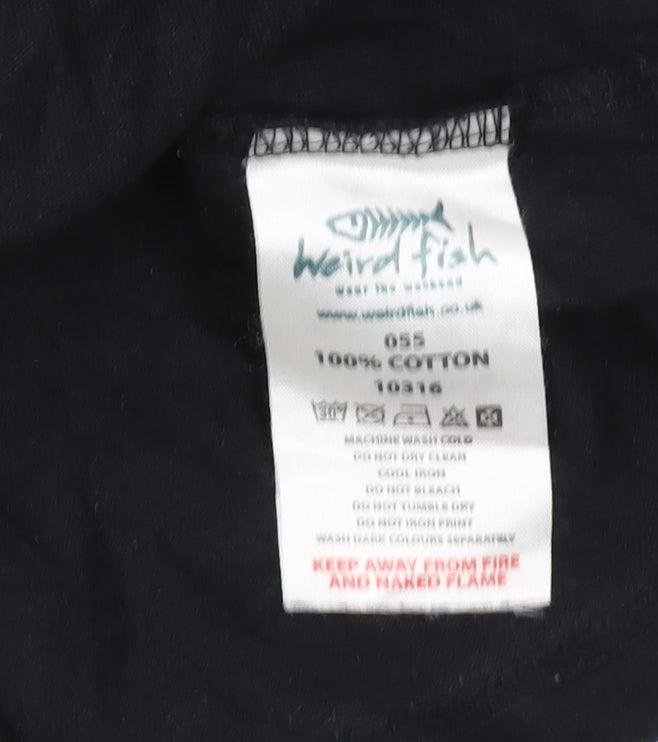 weird fish
wear the weekend
www.weirdfish.co.uk
055
100% COTTON
10316
30°
MACHINE WASH COLD
DO NOT DRY CLEAN
COOL IRON
DO NOT BLEACH
DO NOT TUMBLE DRY
DO NOT IRON PRINT
WASH DARK COLOURS SEPARATELY
KEEP AWAY FROM FIRE
AND NAKED FLAME